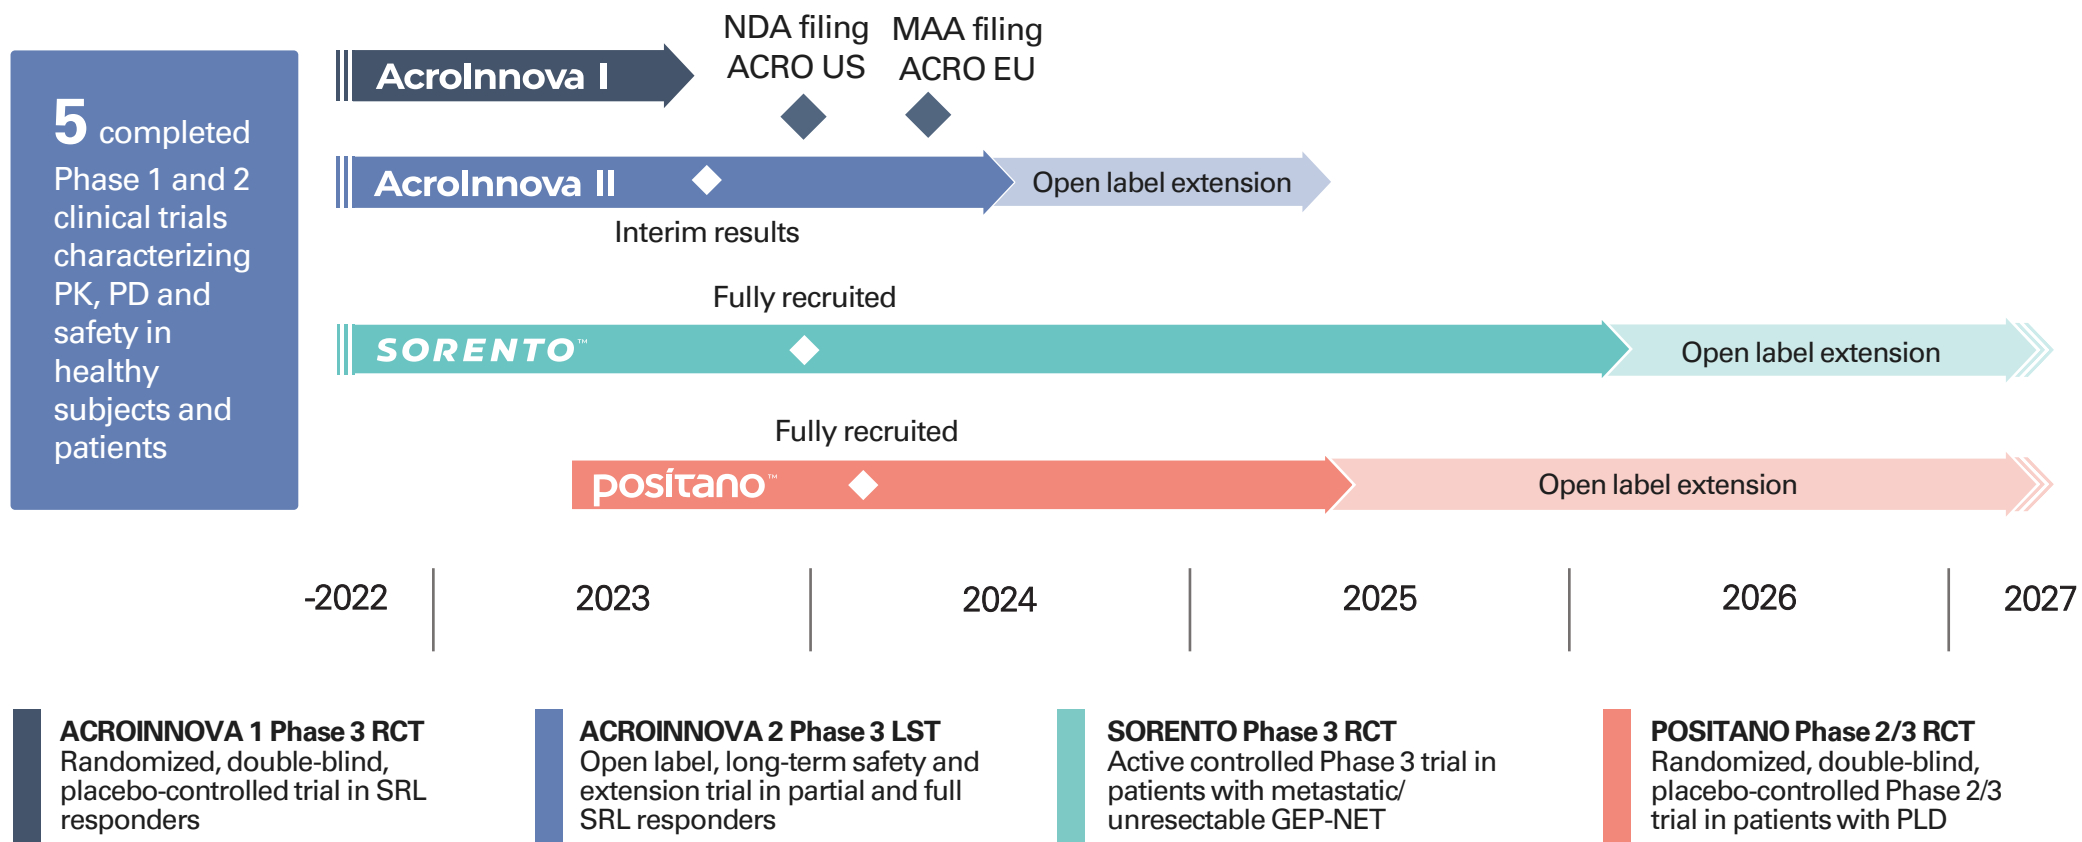 5 completed
Phase 1 and 2
clinical trials
characterizing
PK, PD and
safety in
healthy
subjects and
patients
AcroInnova I
NDA filing
ACRO US
MAA filing
ACRO EU
AcroInnova II
Open label extension
Interim results
Fully recruited
SORENTO™
Open label extension
Fully recruited
positano™
Open label extension
-2022
2023
2024
2025
2026
2027
ACROINNOVA 1 Phase 3 RCT
Randomized, double-blind,
placebo-controlled trial in SRL
responders
ACROINNOVA 2 Phase 3 LST
Open label, long-term safety and
extension trial in partial and full
SRL responders
SORENTO Phase 3 RCT
Active controlled Phase 3 trial in
patients with metastatic/
unresectable GEP-NET
POSITANO Phase 2/3 RCT
Randomized, double-blind,
placebo-controlled Phase 2/3
trial in patients with PLD